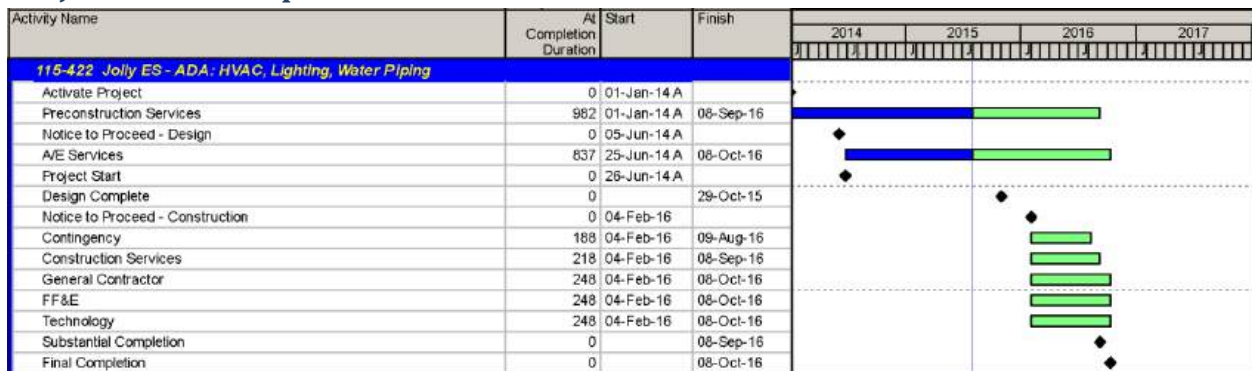 Activity Name At Completion Duration Start Finish 2014 2015 2016 2017
J J J J J J J
115-422 Jolly ES - ADA: HVAC, Lighting, Water Piping
Activate Project 0 01-Jan-14 A
Preconstruction Services 982 01-Jan-14 A 08-Sep-16
Notice to Proceed - Design 0 05-Jun-14 A
A/E Services 837 25-Jun-14 A 08-Oct-16
Project Start 0 26-Jun-14 A
Design Complete 0 29-Oct-15
Notice to Proceed - Construction 0 04-Feb-16
Contingency 188 04-Feb-16 09-Aug-16
Construction Services 218 04-Feb-16 08-Sep-16
General Contractor 248 04-Feb-16 08-Oct-16
FF&E 248 04-Feb-16 08-Oct-16
Technology 248 04-Feb-16 08-Oct-16
Substantial Completion 0 08-Sep-16
Final Completion 0 08-Oct-16